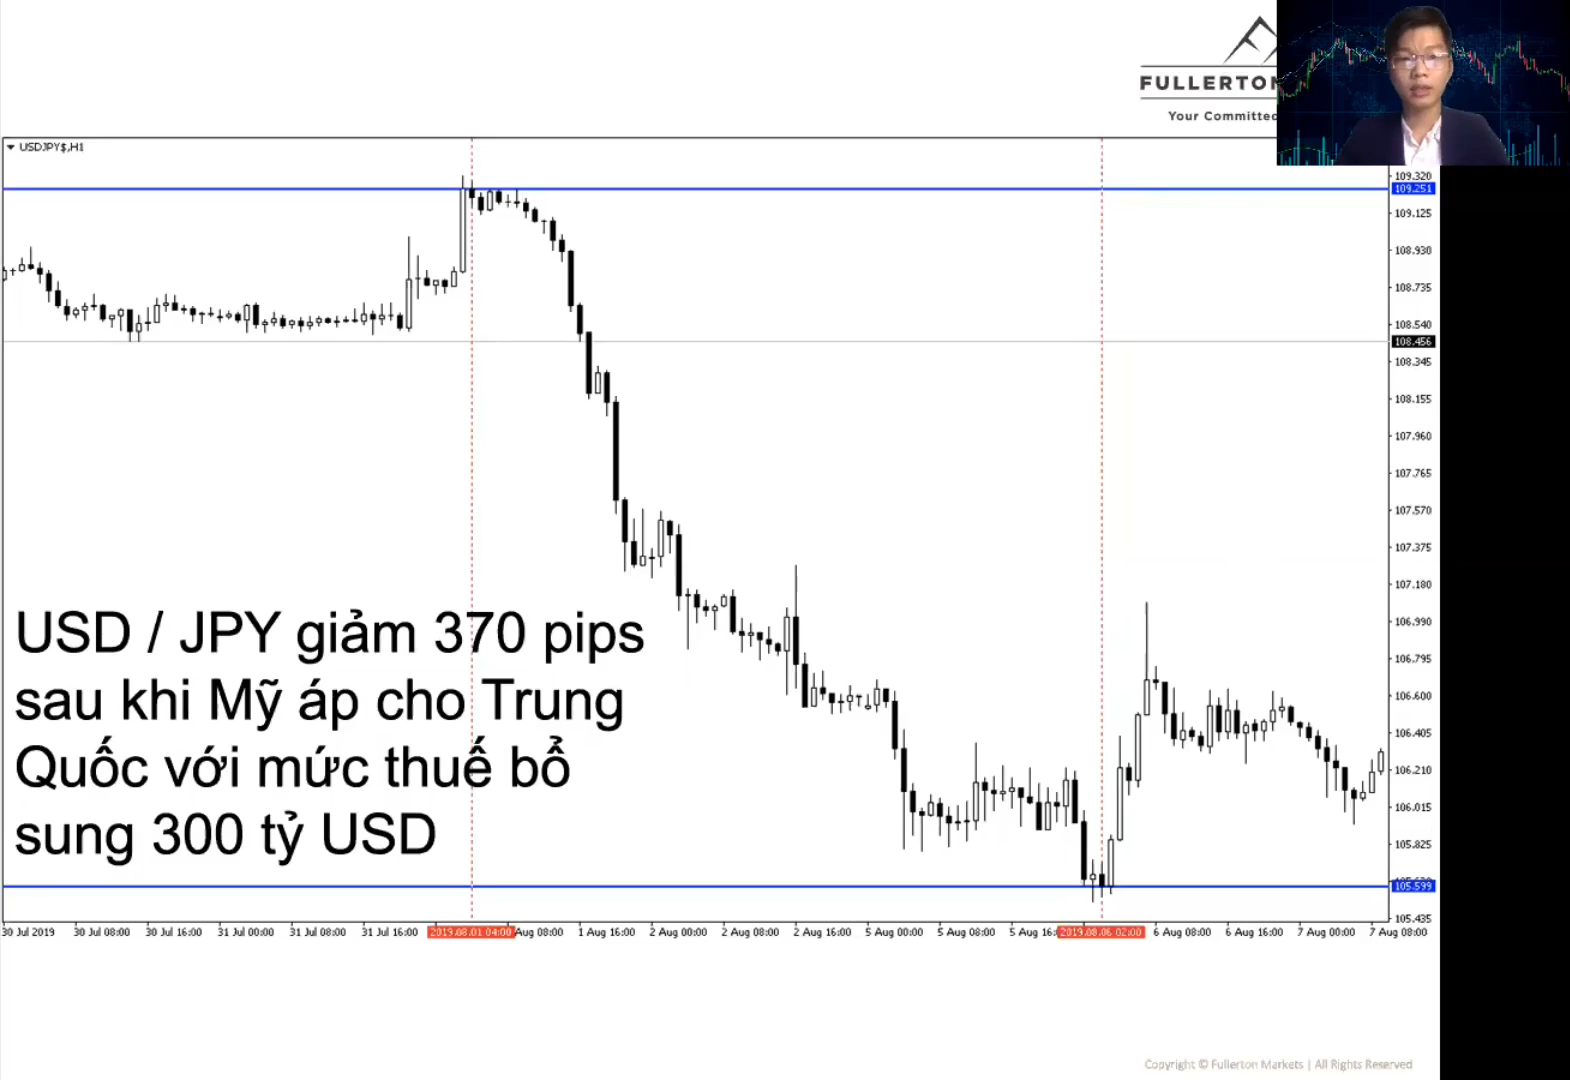 FULLERTON
Your Committed
USDJPY$,H1
109.320
109.251
109.125
108.930
108.735
108.540
108.456
108.345
108.155
107.960
107.765
107.570
107.375
107.180
106.990
106.795
106.600
106.405
106.210
106.015
105.825
105.599
105.435
USD / JPY giảm 370 pips
sau khi Mỹ áp cho Trung
Quốc với mức thuế bổ
sung 300 tỷ USD
30 Jul 2019 30 Jul 08:00 30 Jul 16:00 31 Jul 00:00 31 Jul 08:00 31 Jul 16:00 2019.08.01 04:00 Aug 08:00 1 Aug 16:00 2 Aug 00:00 2 Aug 08:00 2 Aug 16:00 5 Aug 00:00 5 Aug 08:00 5 Aug 16: 2019.08.06 02:00 6 Aug 08:00 6 Aug 16:00 7 Aug 00:00 7 Aug 08:00
Copyright © Fullerton Markets | All Rights Reserved